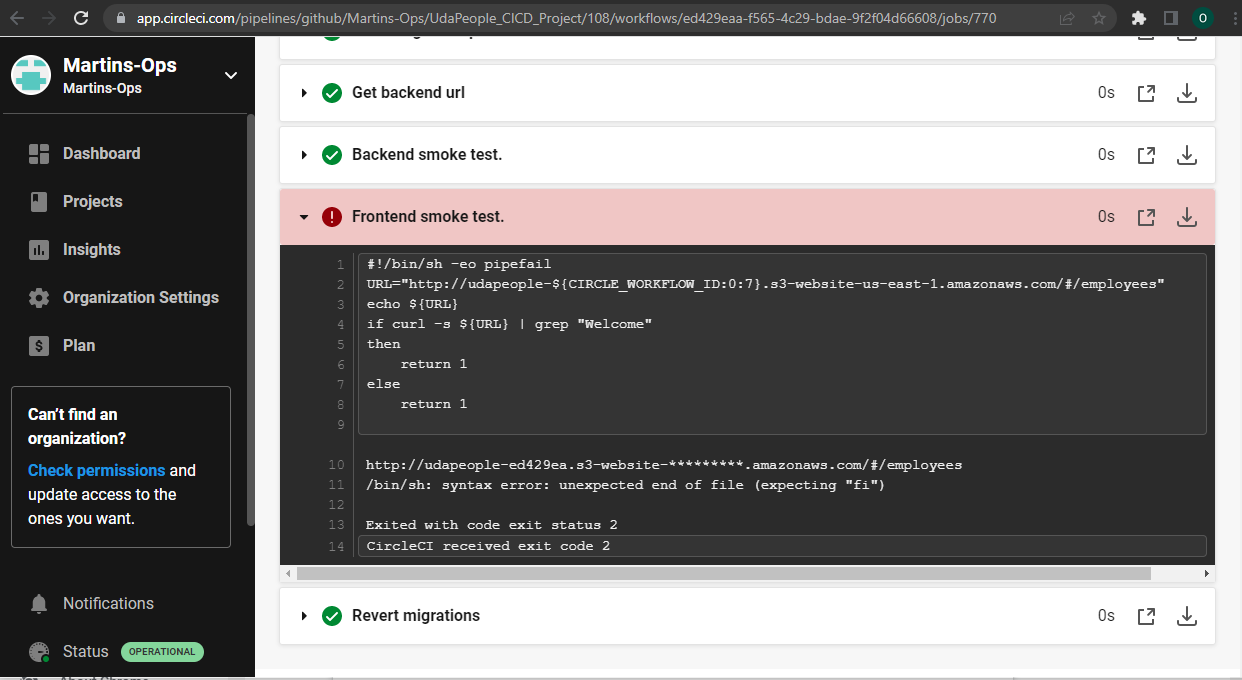 app.circleci.com/pipelines/github/Martins-Ops/UdaPeople_CICD_Project/108/workflows/ed429eaa-f565-4c29-bdae-9f2f04d66608/jobs/770
O
Martins-Ops
Martins-Ops
Dashboard
Projects
Insights
Organization Settings
Plan
Can't find an
organization?
Check permissions and
update access to the
ones you want.
Notifications
Status OPERATIONAL
About Chrome
Get backend url 0s
Backend smoke test. 0s
Frontend smoke test. 0s
1 #!/bin/sh -eo pipefail
2 URL="http://udapeople-${CIRCLE_WORKFLOW_ID:0:7}.s3-website-us-east-1.amazonaws.com/#/employees"
3 echo ${URL}
4 if curl -s ${URL} | grep "Welcome"
5 then
6 return 1
7 else
8 return 1
9
10 http://udapeople-ed429ea.s3-website-*********.amazonaws.com/#/employees
11 /bin/sh: syntax error: unexpected end of file (expecting "fi")
12
13 Exited with code exit status 2
14 CircleCI received exit code 2
Revert migrations 0s